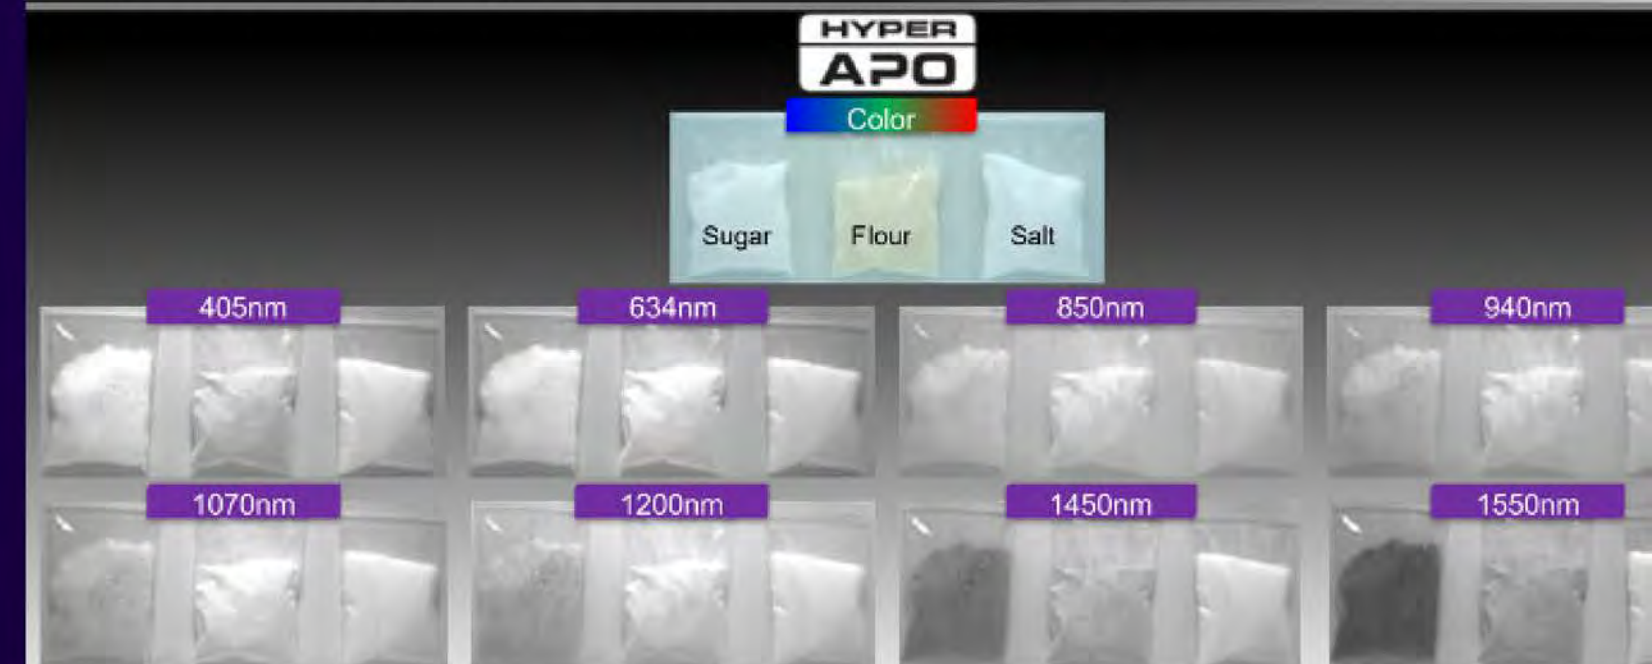 HYPER
APO
Color
Sugar Flour Salt
405nm 634nm 850nm 940nm
1070nm 1200nm 1450nm 1550nm